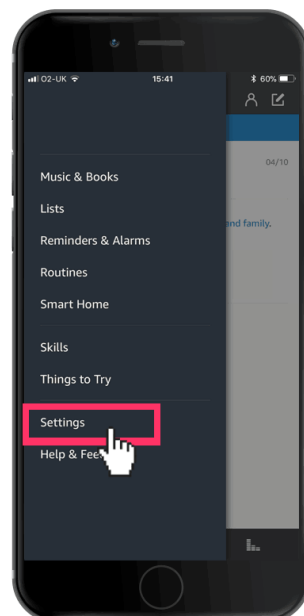 O2-UK 15:41 60%
04/10
Music & Books
Lists
and family.
Reminders & Alarms
Routines
Smart Home
Skills
Things to Try
Settings
Help &